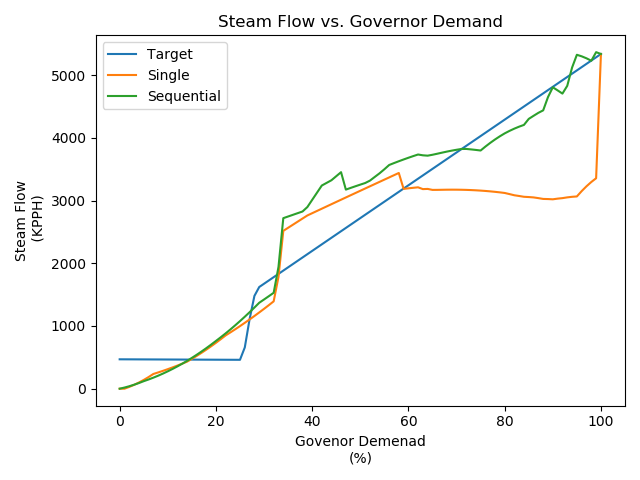 Steam Flow vs. Governor Demand
Target
Single
Sequential
Steam Flow
(KPPH)
5000
4000
3000
2000
1000
0
0 20 40 60 80 100
Govenor Demenad
(%)